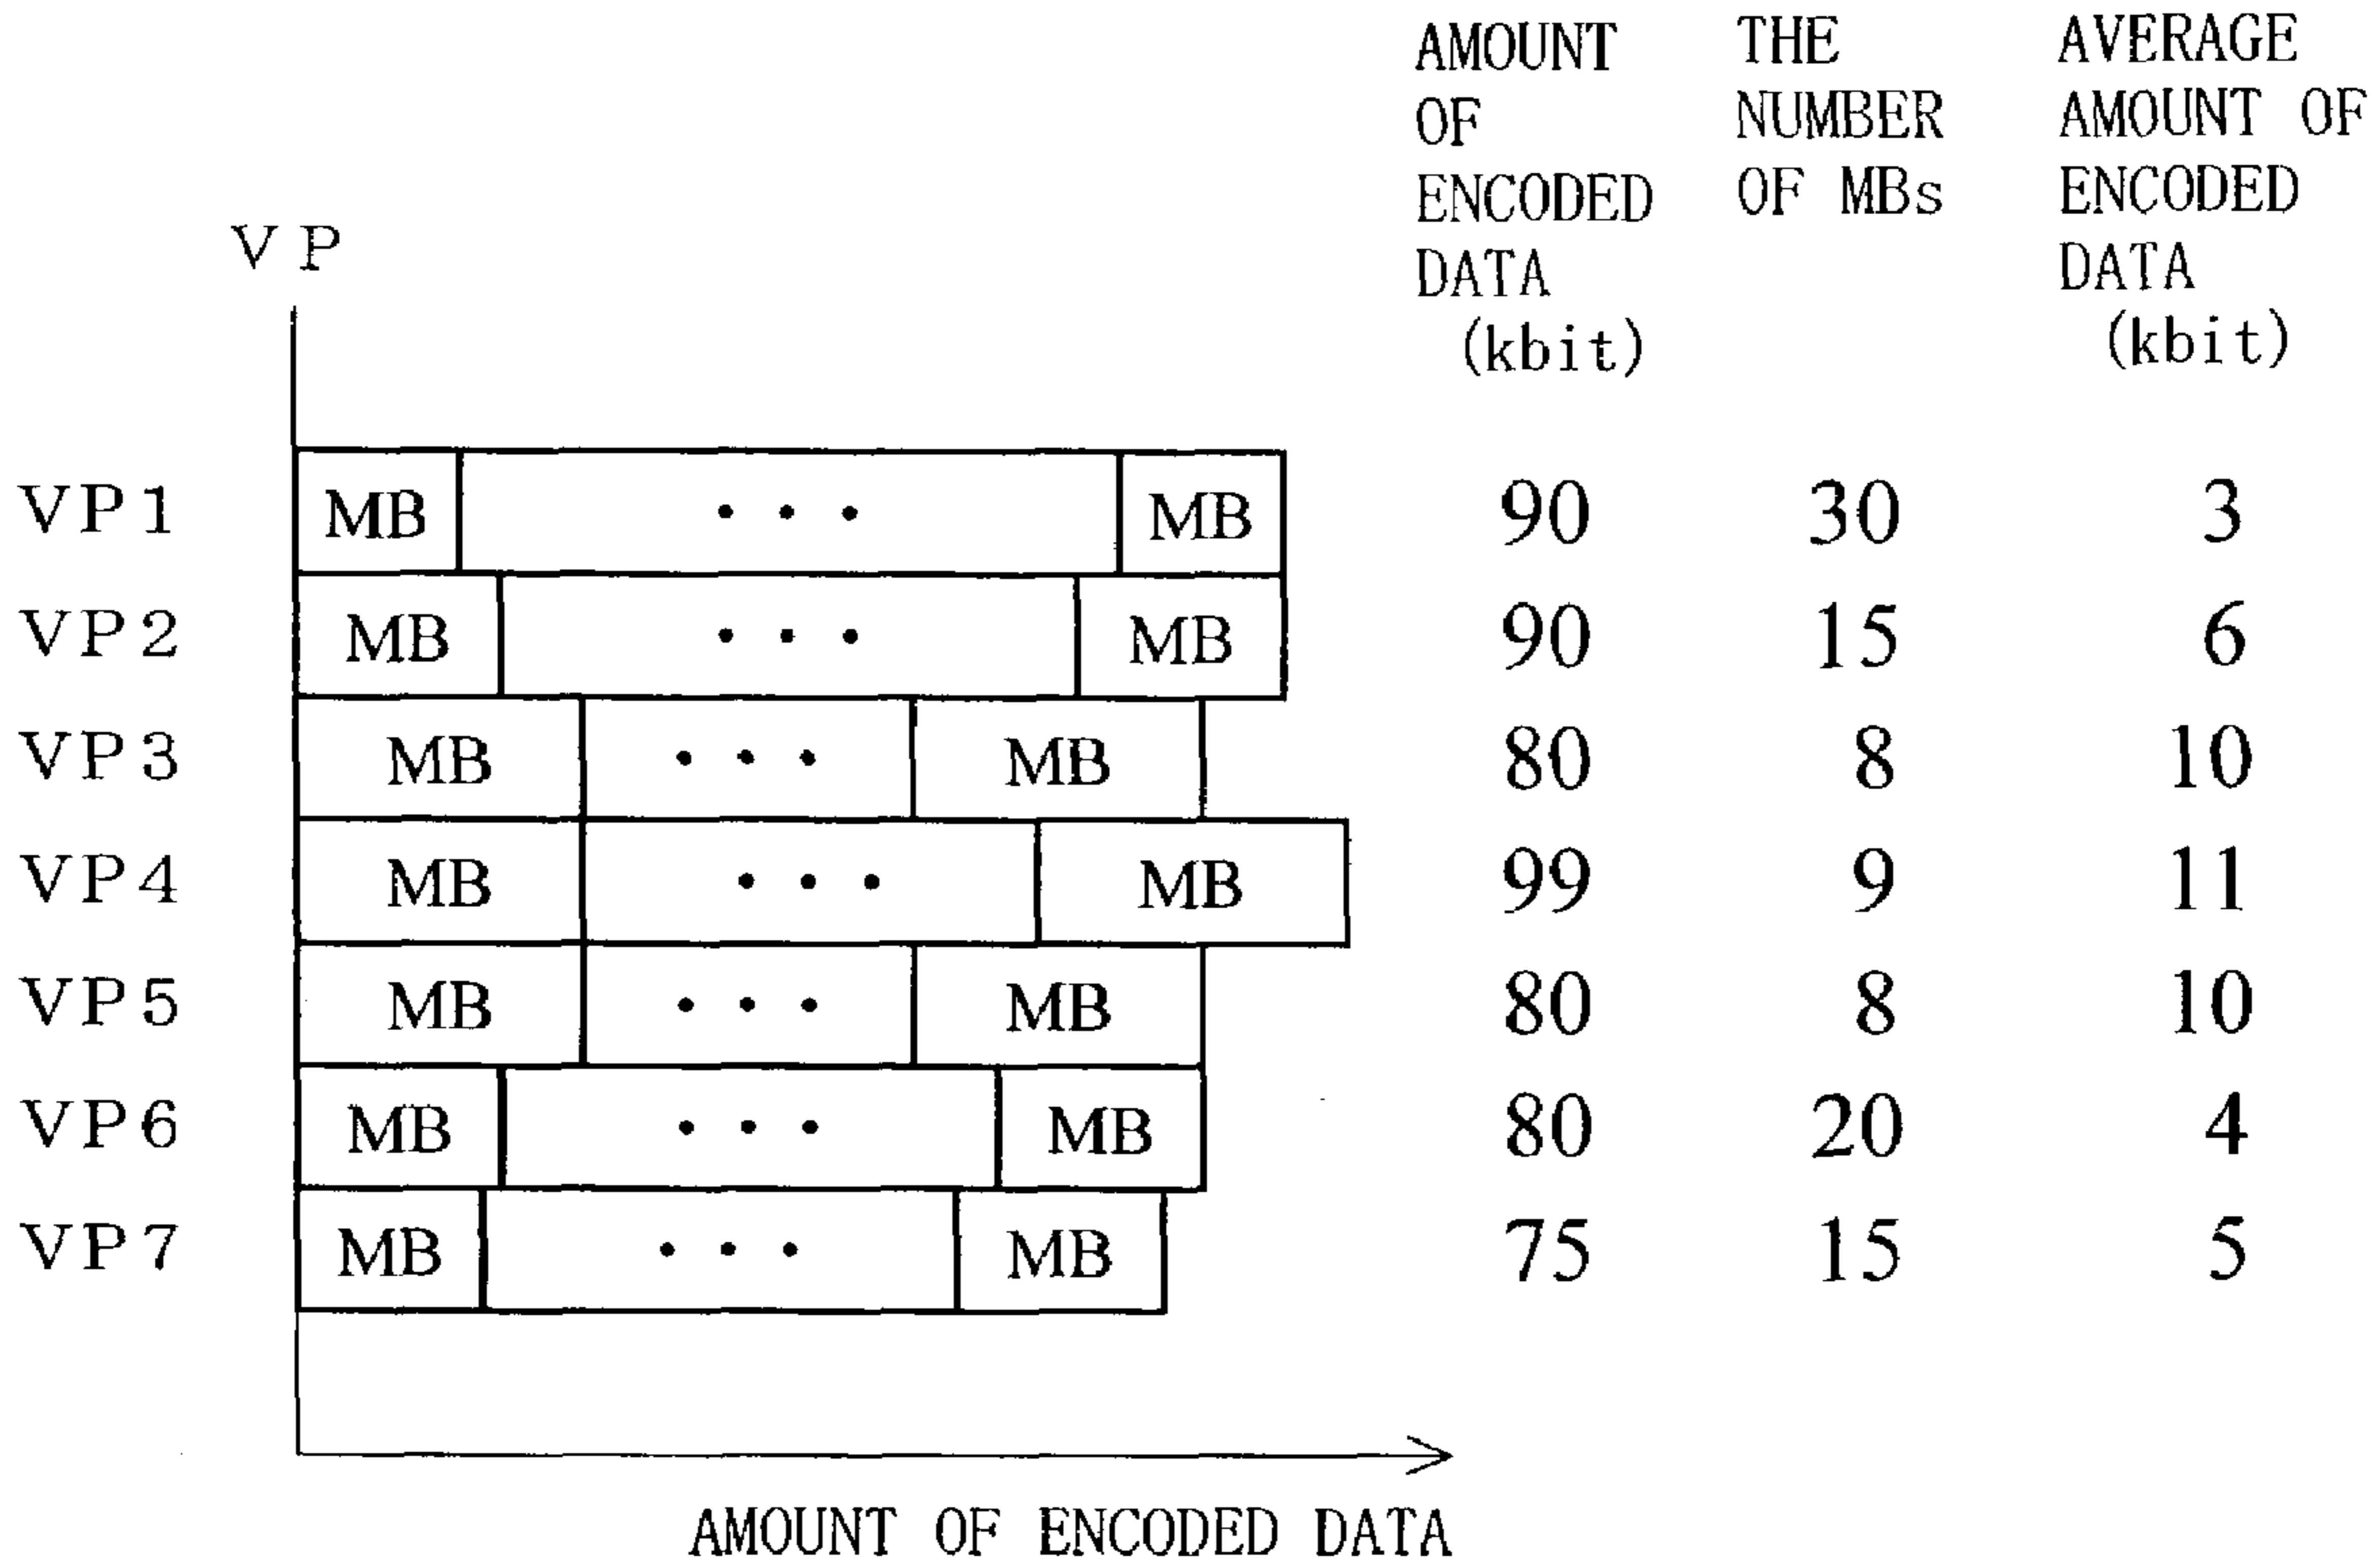 AMOUNT THE AVERAGE
OF NUMBER AMOUNT OF
ENCODED OF MBs ENCODED
DATA DATA
(kbit) (kbit)
VP
VP1 MB ··· MB 90 30 3
VP2 MB ··· MB 90 15 6
VP3 MB ··· MB 80 8 10
VP4 MB ··· MB 99 9 11
VP5 MB ··· MB 80 8 10
VP6 MB ··· MB 80 20 4
VP7 MB ··· MB 75 15 5
AMOUNT OF ENCODED DATA